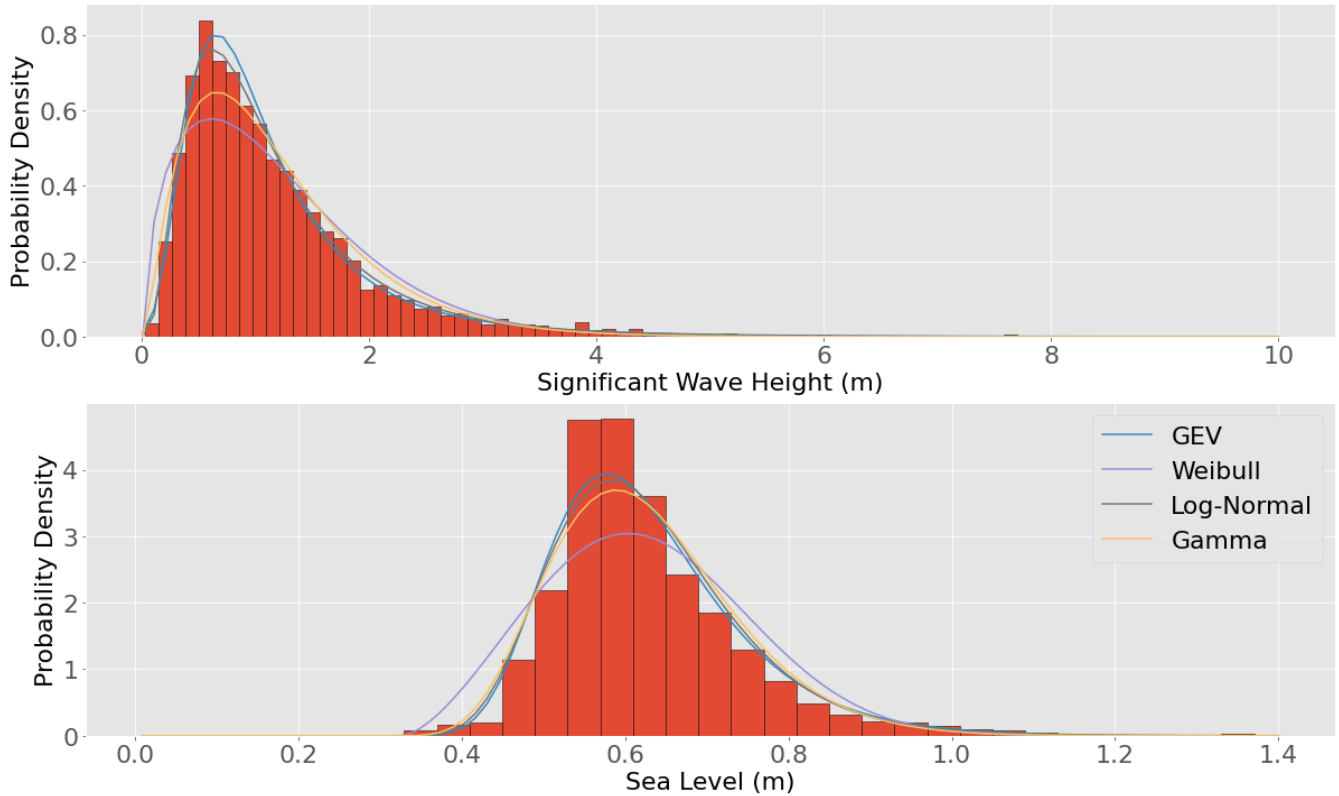 Probability Density
0.8
0.6
0.4
0.2
0.0
0 2 4 6 8 10
Significant Wave Height (m)
Probability Density
4
3
2
1
0
0.0 0.2 0.4 0.6 0.8 1.0 1.2 1.4
Sea Level (m)
GEV
Weibull
Log-Normal
Gamma